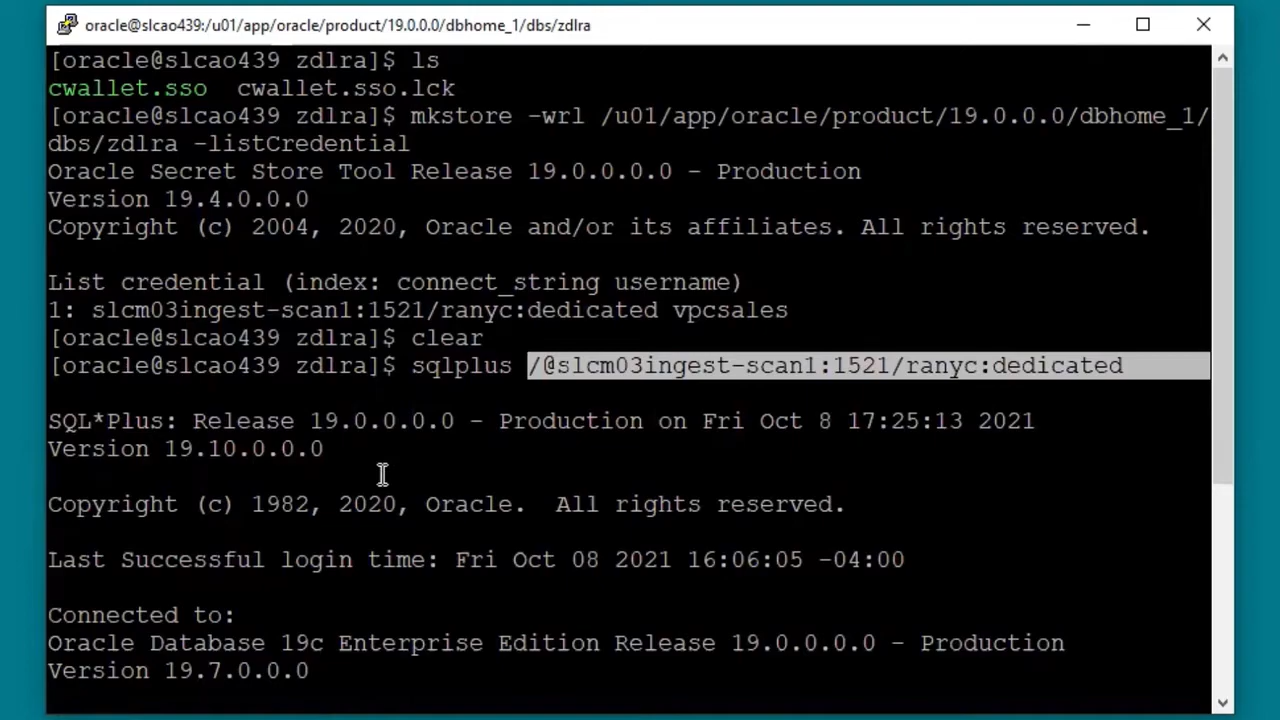 oracle@slcao439:/u01/app/oracle/product/19.0.0.0/dbhome_1/dbs/zdlra
[oracle@slcao439 zdlra]$ ls
cwallet.sso  cwallet.sso.lck
[oracle@slcao439 zdlra]$ mkstore -wrl /u01/app/oracle/product/19.0.0.0/dbhome_1/
dbs/zdlra -listCredential
Oracle Secret Store Tool Release 19.0.0.0.0 - Production
Version 19.4.0.0.0
Copyright (c) 2004, 2020, Oracle and/or its affiliates. All rights reserved.
List credential (index: connect_string username)
1: slcm03ingest-scan1:1521/ranyc:dedicated vpcsales
[oracle@slcao439 zdlra]$ clear
[oracle@slcao439 zdlra]$ sqlplus /@slcm03ingest-scan1:1521/ranyc:dedicated
SQL*Plus: Release 19.0.0.0.0 - Production on Fri Oct 8 17:25:13 2021
Version 19.10.0.0.0
Copyright (c) 1982, 2020, Oracle.  All rights reserved.
Last Successful login time: Fri Oct 08 2021 16:06:05 -04:00
Connected to:
Oracle Database 19c Enterprise Edition Release 19.0.0.0.0 - Production
Version 19.7.0.0.0